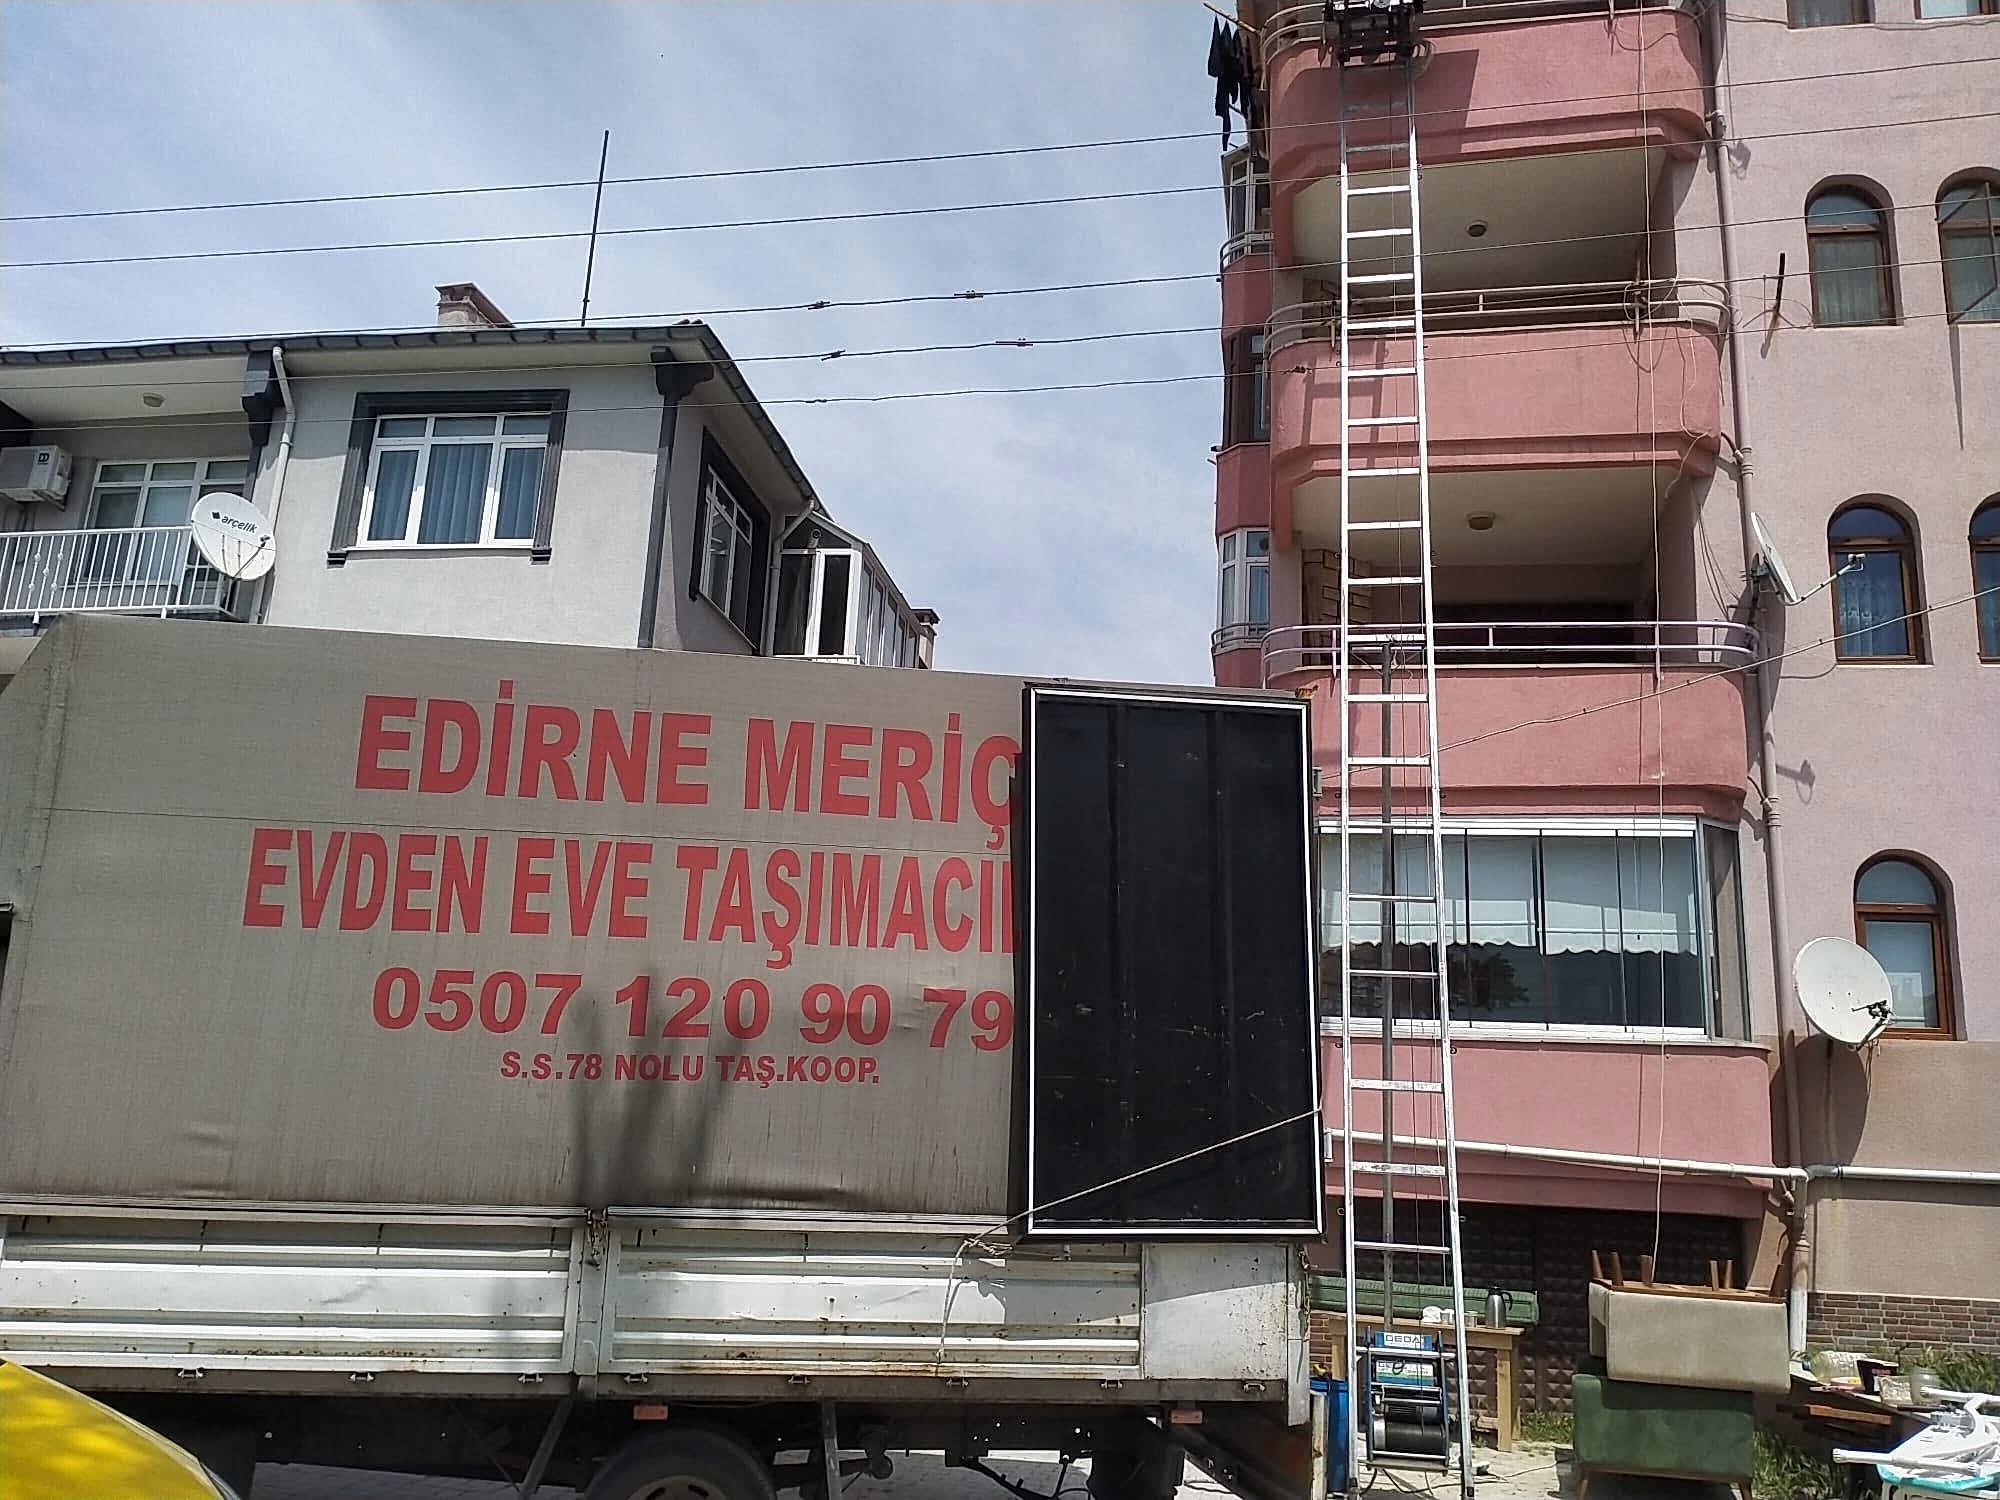 arçelik
EDİRNE MERİÇ
EVDEN EVE TAŞIMACIL
0507 120 90 79
S.S.78 NOLU TAŞ.KOOP.